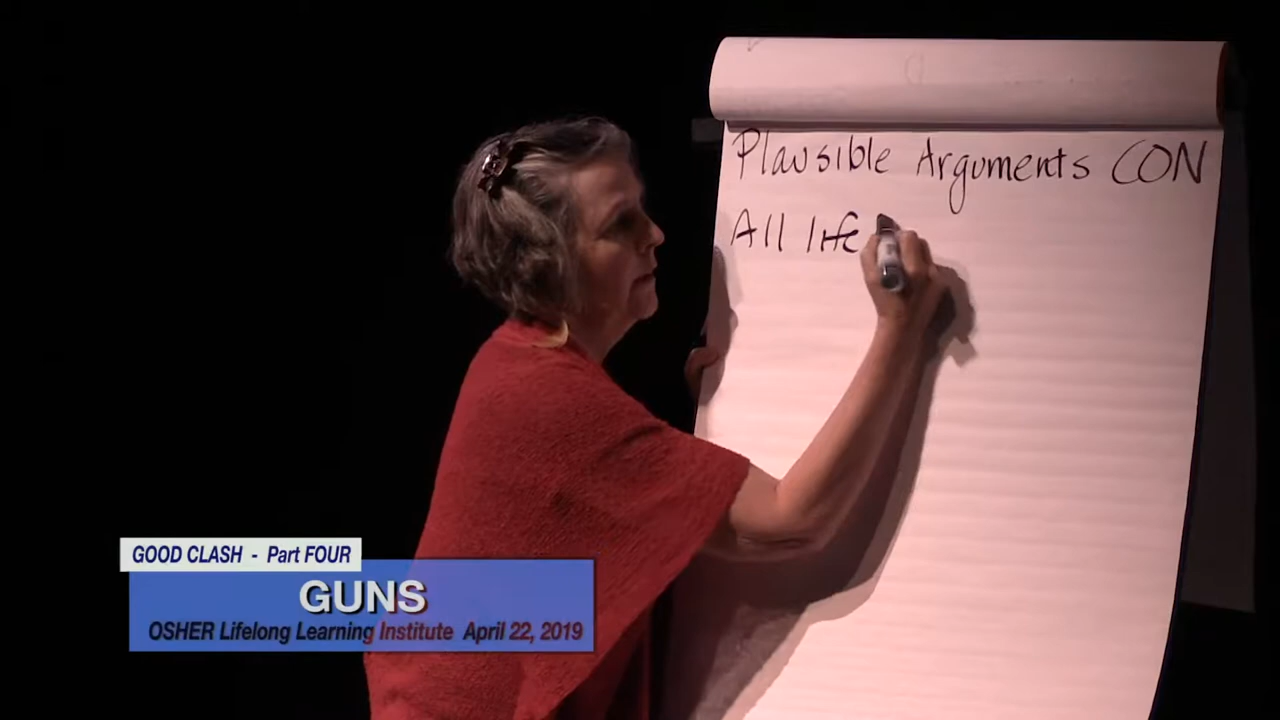 Plausible Arguments CON
All life
GOOD CLASH - Part FOUR
GUNS
OSHER Lifelong Learning Institute April 22, 2019